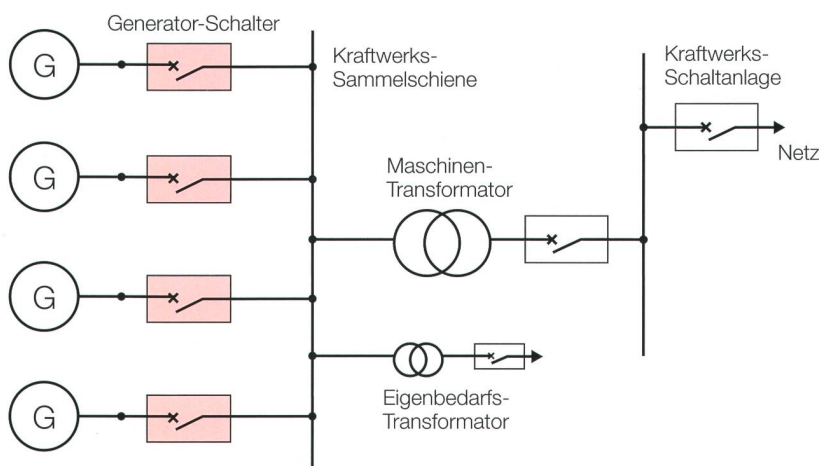 Generator-Schalter
G
Kraftwerks-
Sammelschiene
Kraftwerks-
Schaltanlage
Netz
G
Maschinen-
Transformator
G
Eigenbedarfs-
Transformator
G